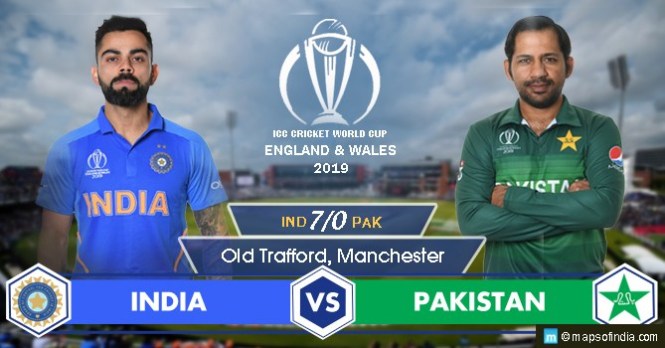 ICC CRICKET WORLD CUP
ENGLAND & WALES
2019
INDIA
IND 7/0 PAK
Old Trafford, Manchester
INDIA
VS
PAKISTAN
© mapsofindia.com